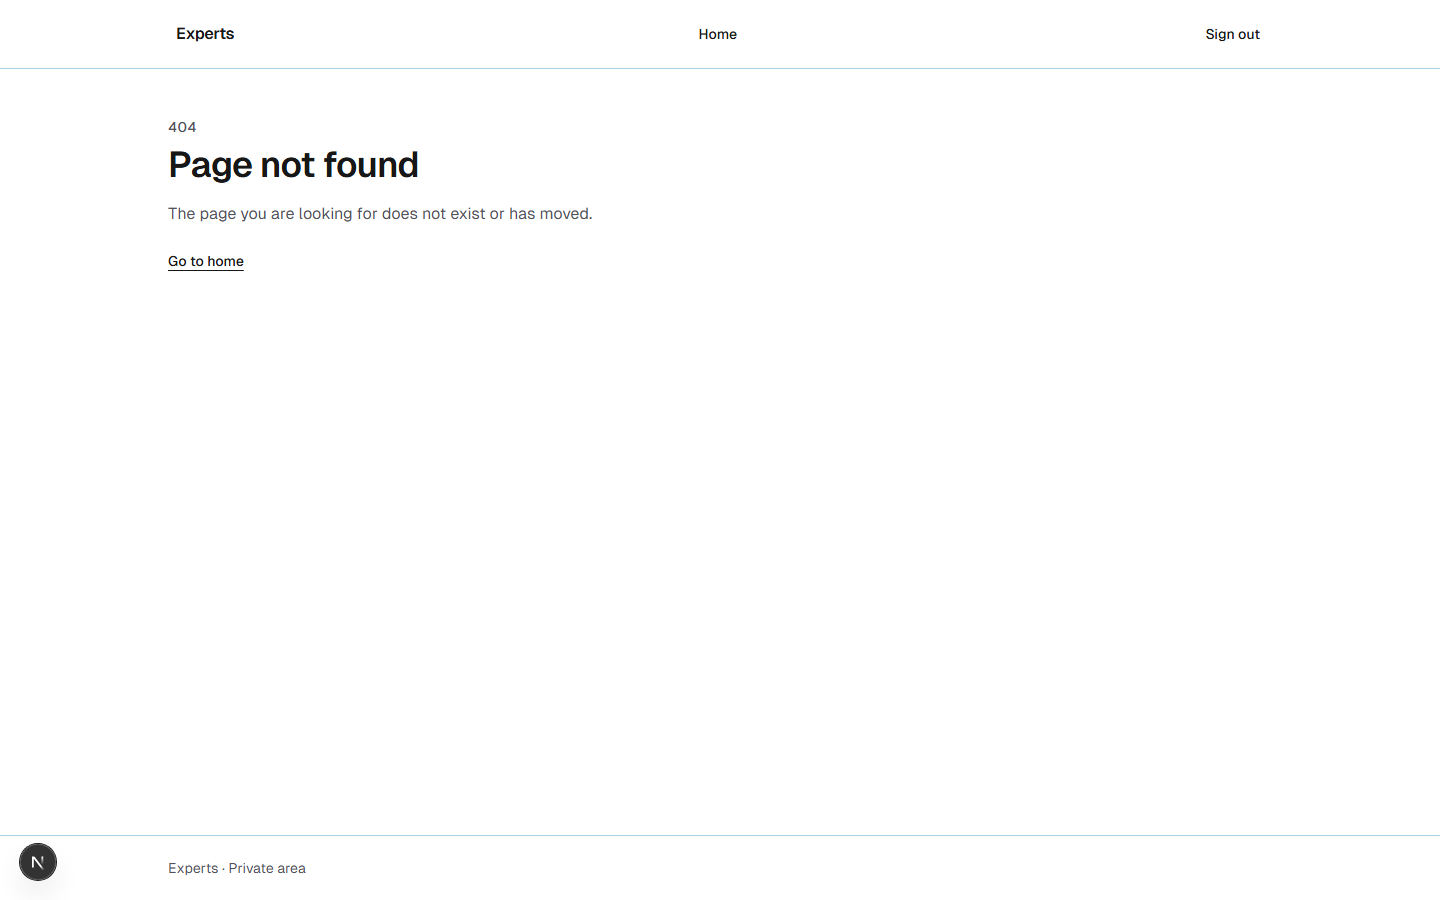 Experts
Home
Sign out
404
Page not found
The page you are looking for does not exist or has moved.
Go to home
N
Experts · Private area